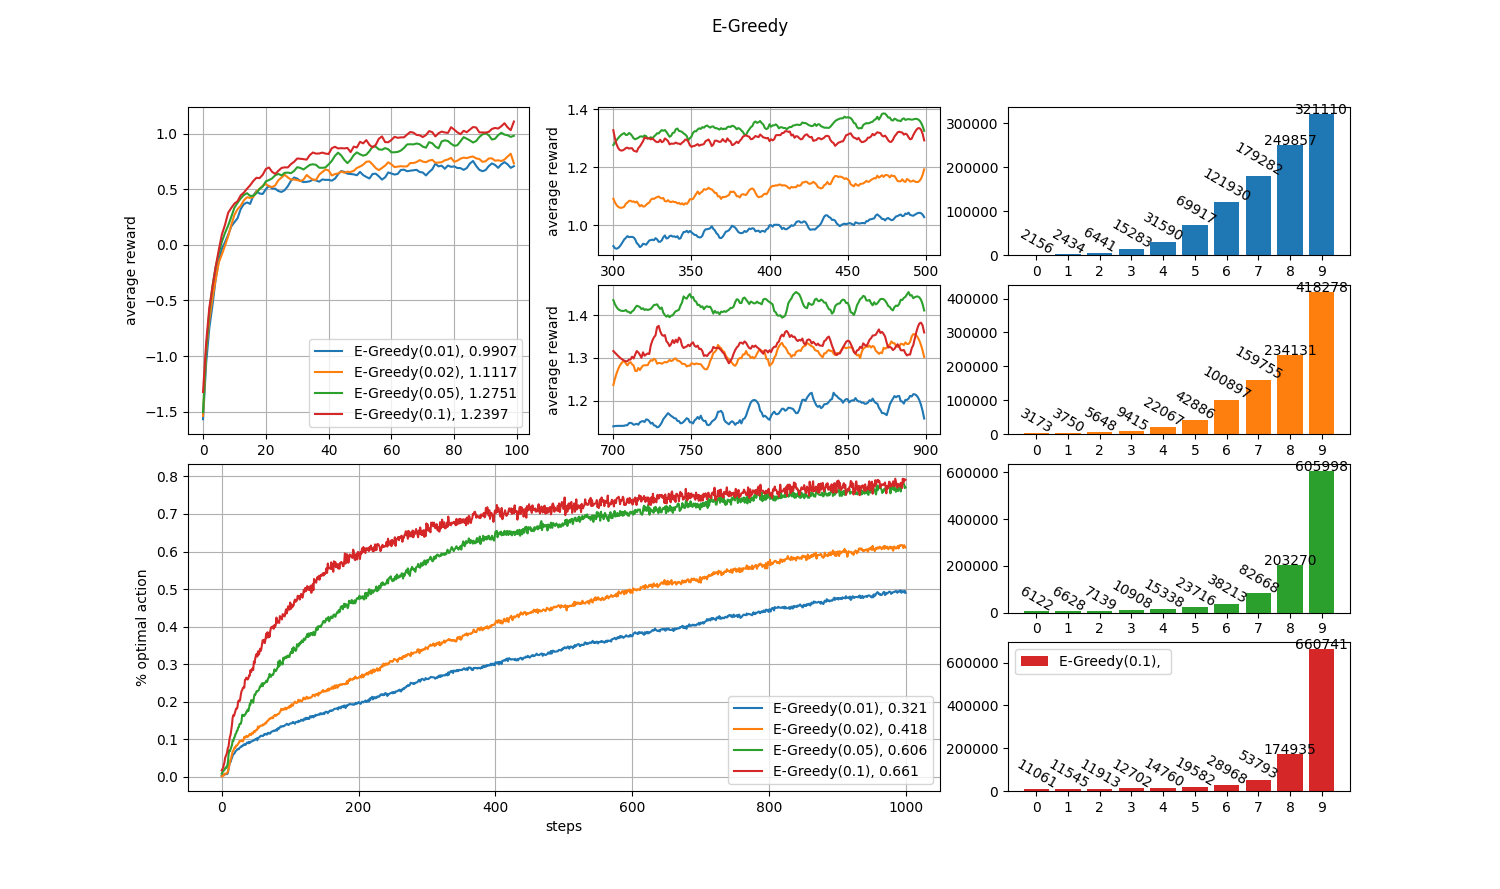 E-Greedy
average reward
1.0
0.5
0.0
−0.5
−1.0
−1.5
0 20 40 60 80 100
E-Greedy(0.01), 0.9907
E-Greedy(0.02), 1.1117
E-Greedy(0.05), 1.2751
E-Greedy(0.1), 1.2397
average reward
1.4
1.2
1.0
300 350 400 450 500
average reward
1.4
1.3
1.2
700 750 800 850 900
300000
200000
100000
0
2156 2434 6441 15283 31590 69917 121930 179282 249857 321110
0 1 2 3 4 5 6 7 8 9
400000
300000
200000
100000
0
3173 3750 5648 9415 22067 42886 100897 159755 234131 418278
0 1 2 3 4 5 6 7 8 9
% optimal action
0.8
0.7
0.6
0.5
0.4
0.3
0.2
0.1
0.0
0 200 400 600 800 1000
steps
E-Greedy(0.01), 0.321
E-Greedy(0.02), 0.418
E-Greedy(0.05), 0.606
E-Greedy(0.1), 0.661
600000
400000
200000
0
6122 6628 7139 10908 15338 23716 38213 82668 203270 605998
0 1 2 3 4 5 6 7 8 9
600000
400000
200000
0
E-Greedy(0.1),
11061 11545 11913 12702 14760 19582 28968 53793 174935 660741
0 1 2 3 4 5 6 7 8 9